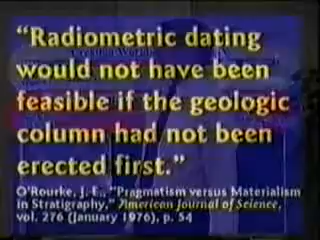 “Radiometric dating
would not have been
feasible if the geologic
column had not been
erected first.”
O'Rourke, J. E., “Pragmatism versus Materialism
in Stratigraphy,” American Journal of Science,
vol. 276 (January 1976), p. 54